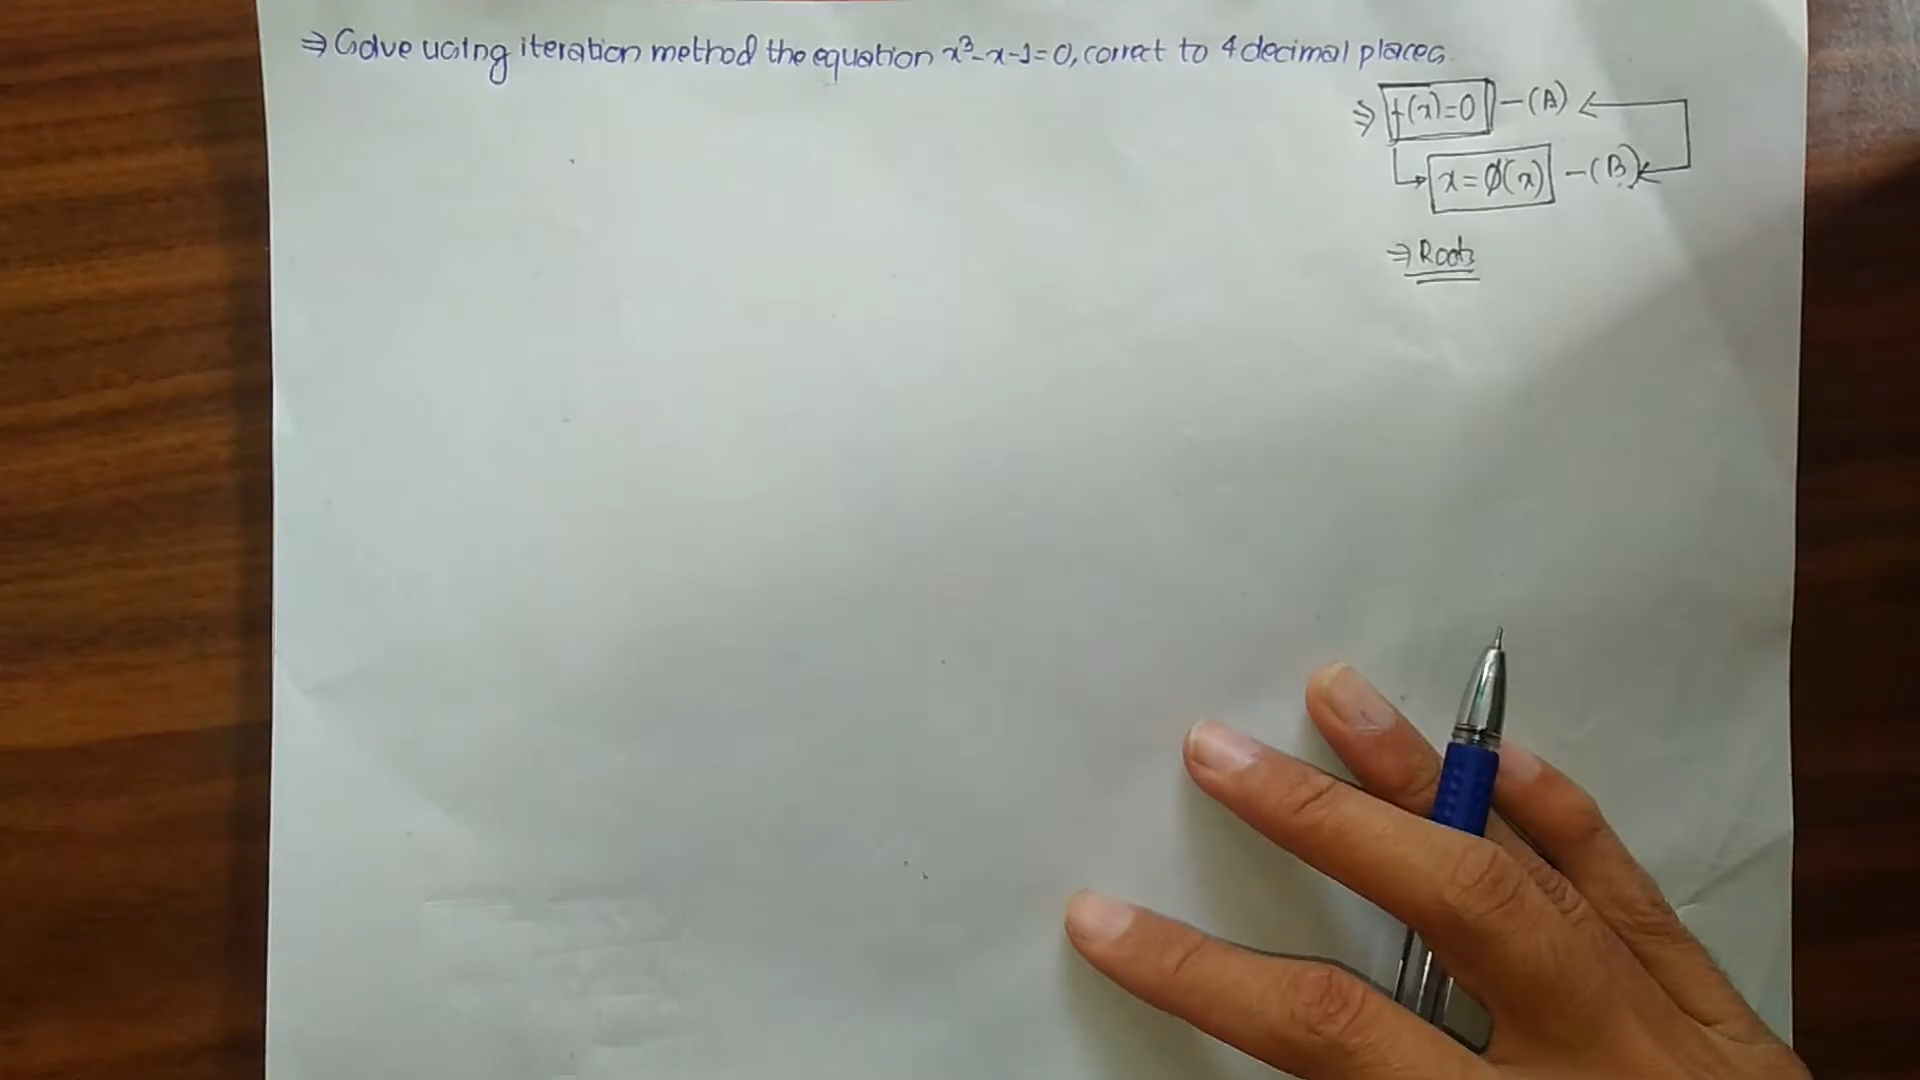 ⇒ Solve using iteration method the equation x³-x-1=0, correct to 4 decimal places.
⇒ f(x)=0 -(A)
x=φ(x) -(B)
⇒ Roots